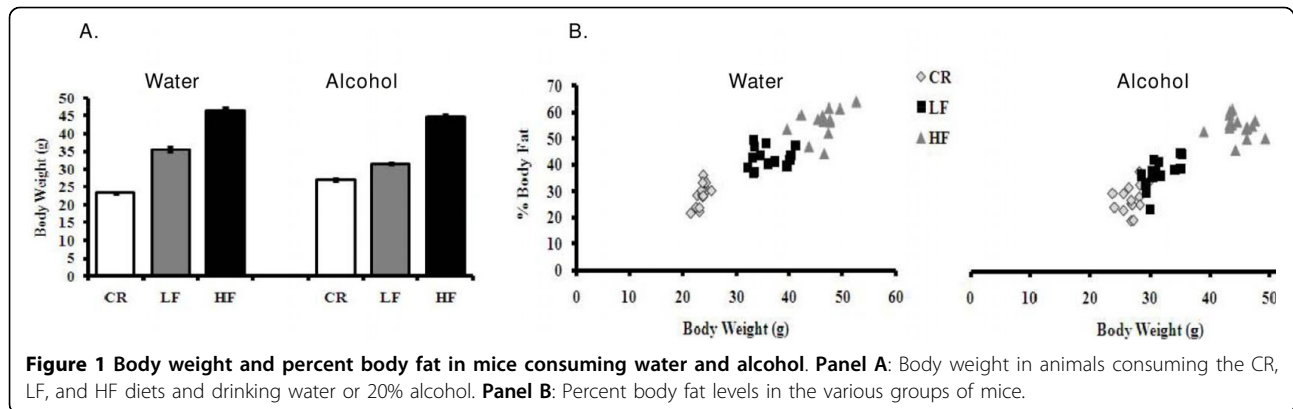 A.
Water Alcohol
Body Weight (g)
50
45
40
35
30
25
20
15
10
5
0
CR LF HF CR LF HF
B.
Water
% Body Fat
70
60
50
40
30
20
10
0
0 10 20 30 40 50 60
Body Weight (g)
CR
LF
HF
Alcohol
0 10 20 30 40 50
Body Weight (g)
Figure 1 Body weight and percent body fat in mice consuming water and alcohol. Panel A: Body weight in animals consuming the CR,
LF, and HF diets and drinking water or 20% alcohol. Panel B: Percent body fat levels in the various groups of mice.